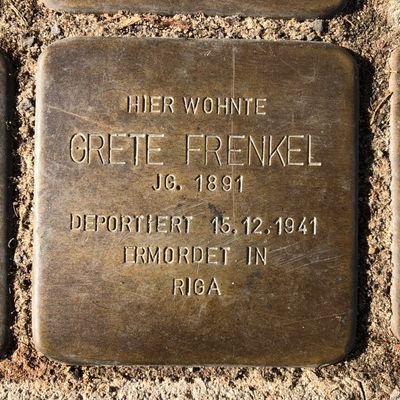 HIER WOHNTE
GRETE FRENKEL
JG. 1891
DEPORTIERT 15.12.1941
ERMORDET IN
RIGA